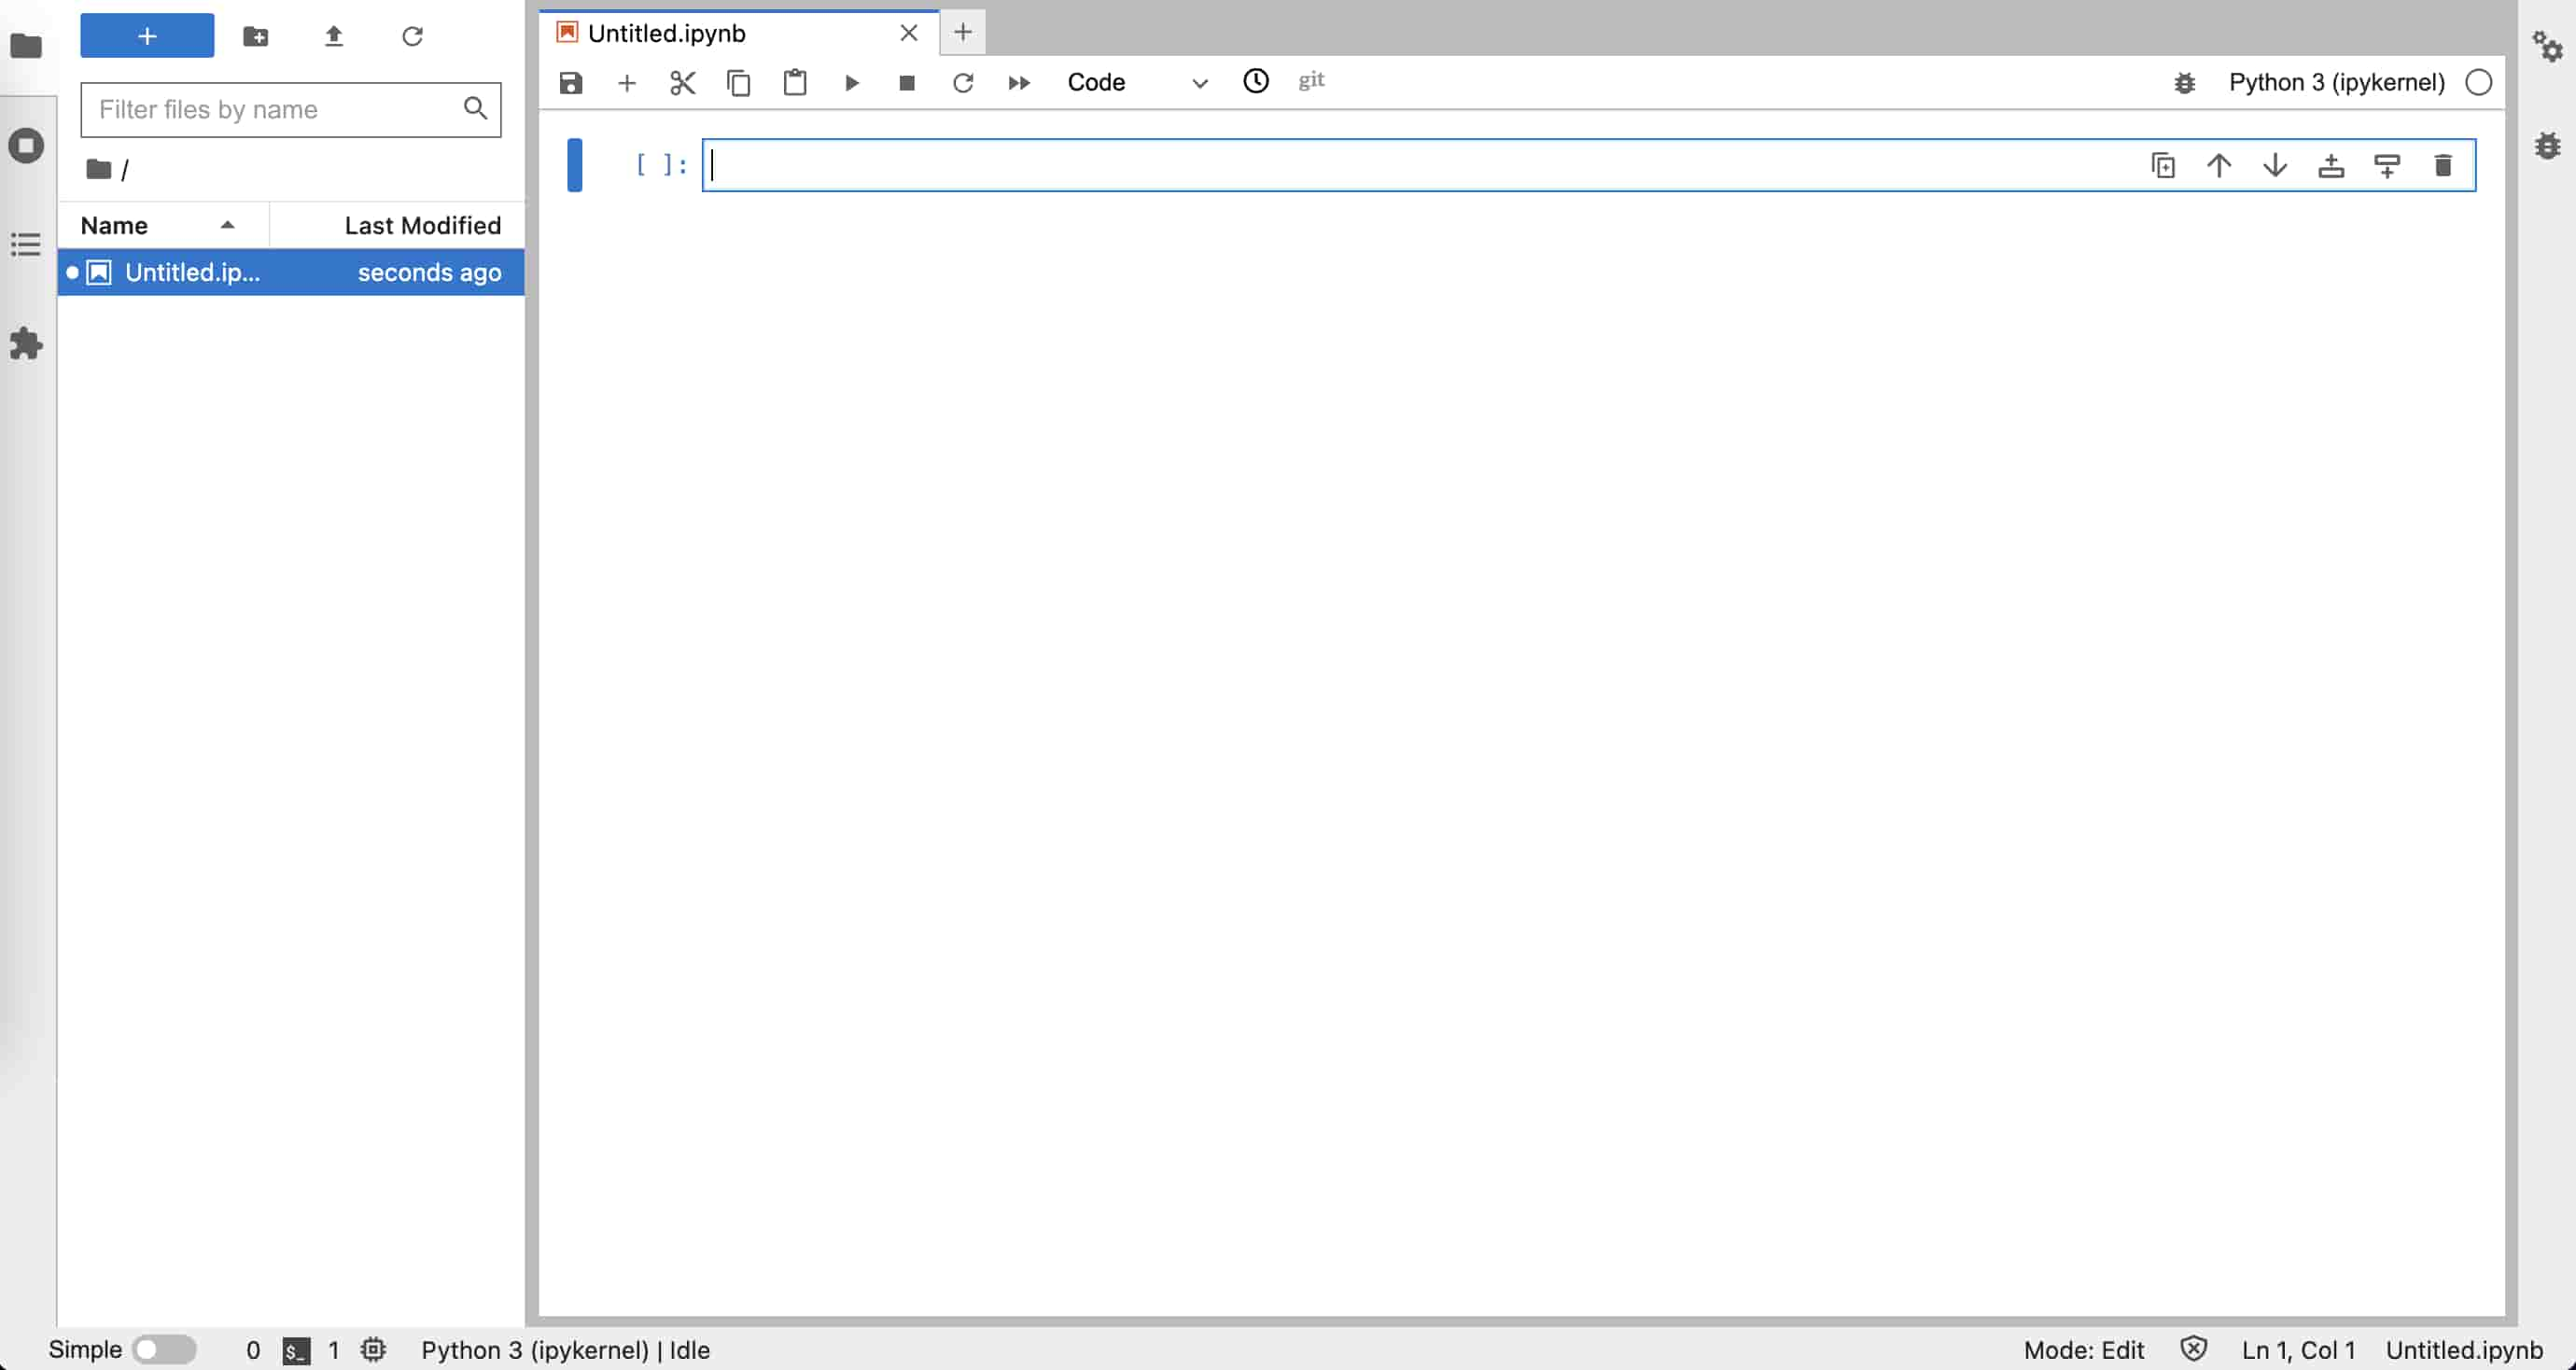 Untitled.ipynb
Code
git
Python 3 (ipykernel)
Filter files by name
/
Name Last Modified
Untitled.ip... seconds ago
[ ]:
Simple 0 $_ 1 Python 3 (ipykernel) | Idle Mode: Edit Ln 1, Col 1 Untitled.ipynb